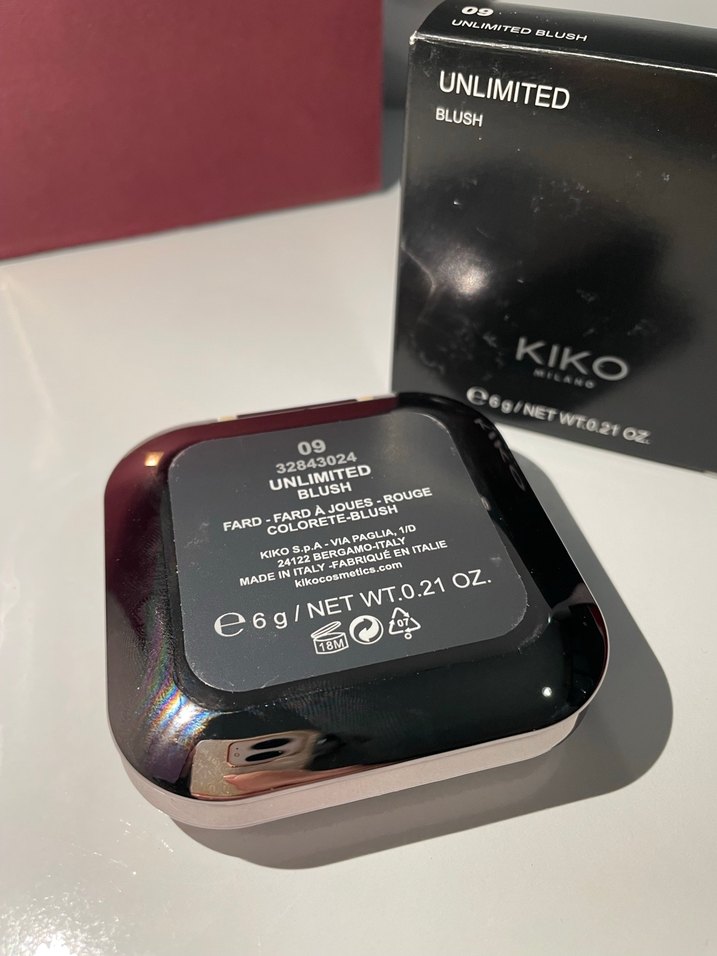 09
UNLIMITED BLUSH
UNLIMITED
BLUSH
KIKO
MILANO
℮ 6 g / NET WT.0.21 OZ.
KIKO
09
32843024
UNLIMITED
BLUSH
FARD - FARD À JOUES - ROUGE
COLORETE-BLUSH
KIKO S.p.A - VIA PAGLIA, 1/D
24122 BERGAMO-ITALY
MADE IN ITALY -FABRIQUÉ EN ITALIE
kikocosmetics.com
℮ 6 g / NET WT.0.21 OZ.
18M
07